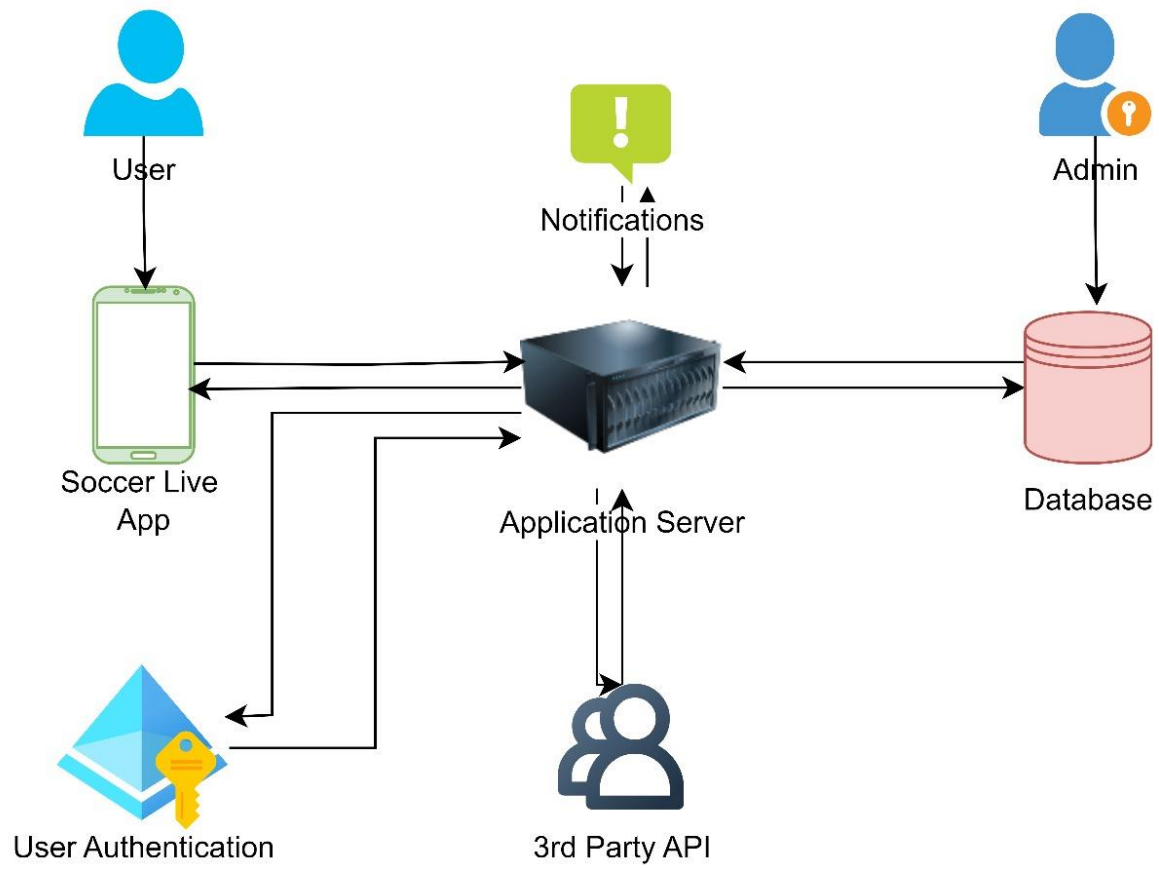 User
Notifications
Admin
Soccer Live
App
Application Server
Database
User Authentication
3rd Party API